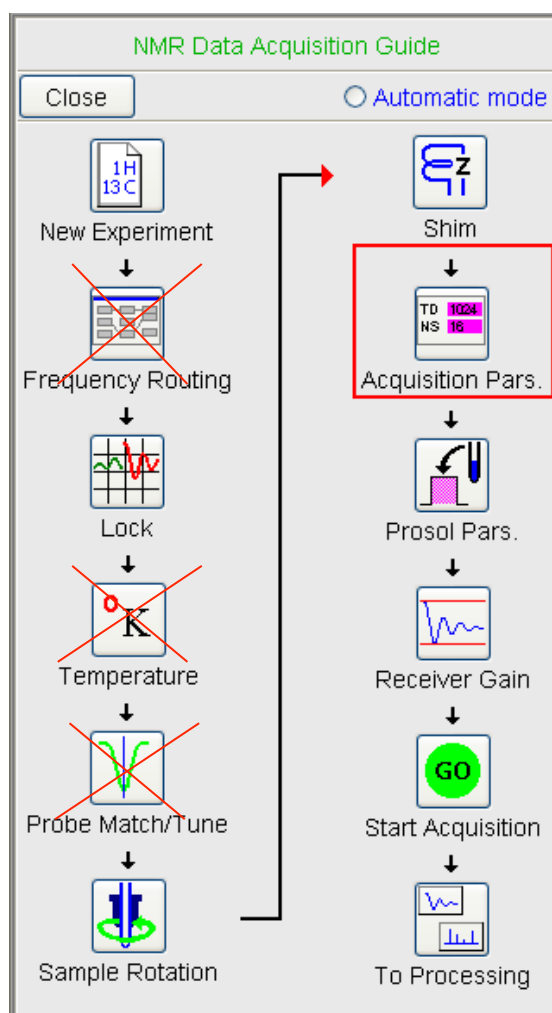 NMR Data Acquisition Guide
Close
Automatic mode
1H
13C
New Experiment
Frequency Routing
Lock
°K
Temperature
Probe Match/Tune
Sample Rotation
Z
Shim
TD 1024
NS 16
Acquisition Pars.
Prosol Pars.
Receiver Gain
GO
Start Acquisition
To Processing